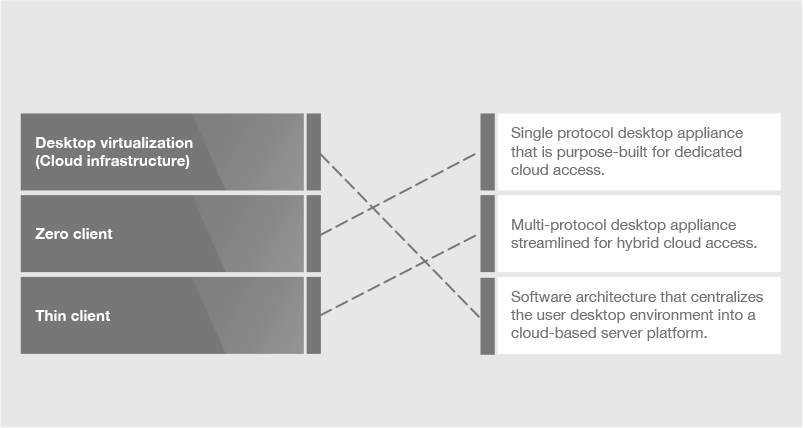 Desktop virtualization
(Cloud infrastructure)
Zero client
Thin client
Single protocol desktop appliance
that is purpose-built for dedicated
cloud access.
Multi-protocol desktop appliance
streamlined for hybrid cloud access.
Software architecture that centralizes
the user desktop environment into a
cloud-based server platform.